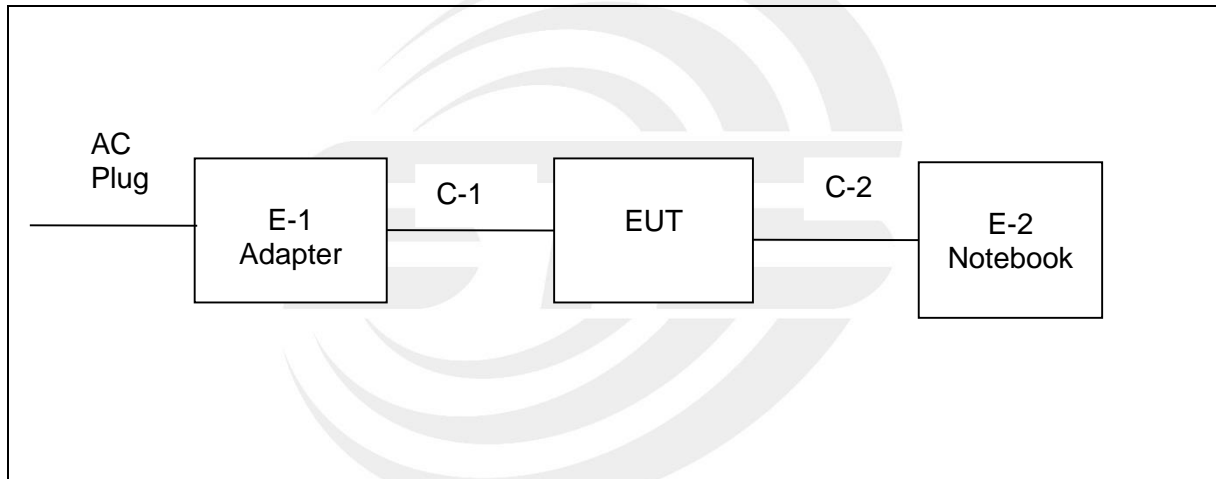 AC
Plug
E-1
Adapter
C-1
EUT
C-2
E-2
Notebook